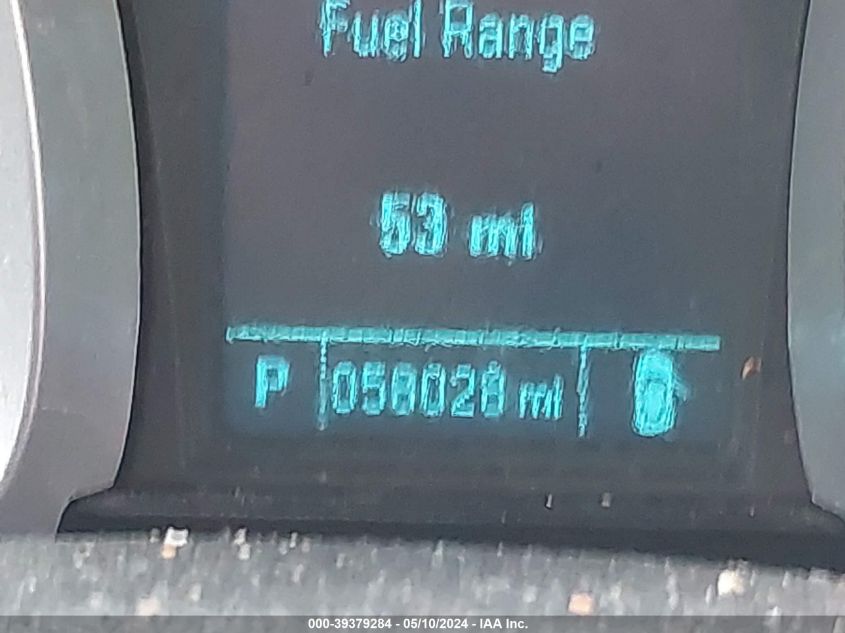 Fuel Range
53 mi
P 058028 mi
000-39379284 - 05/10/2024 - IAA Inc.